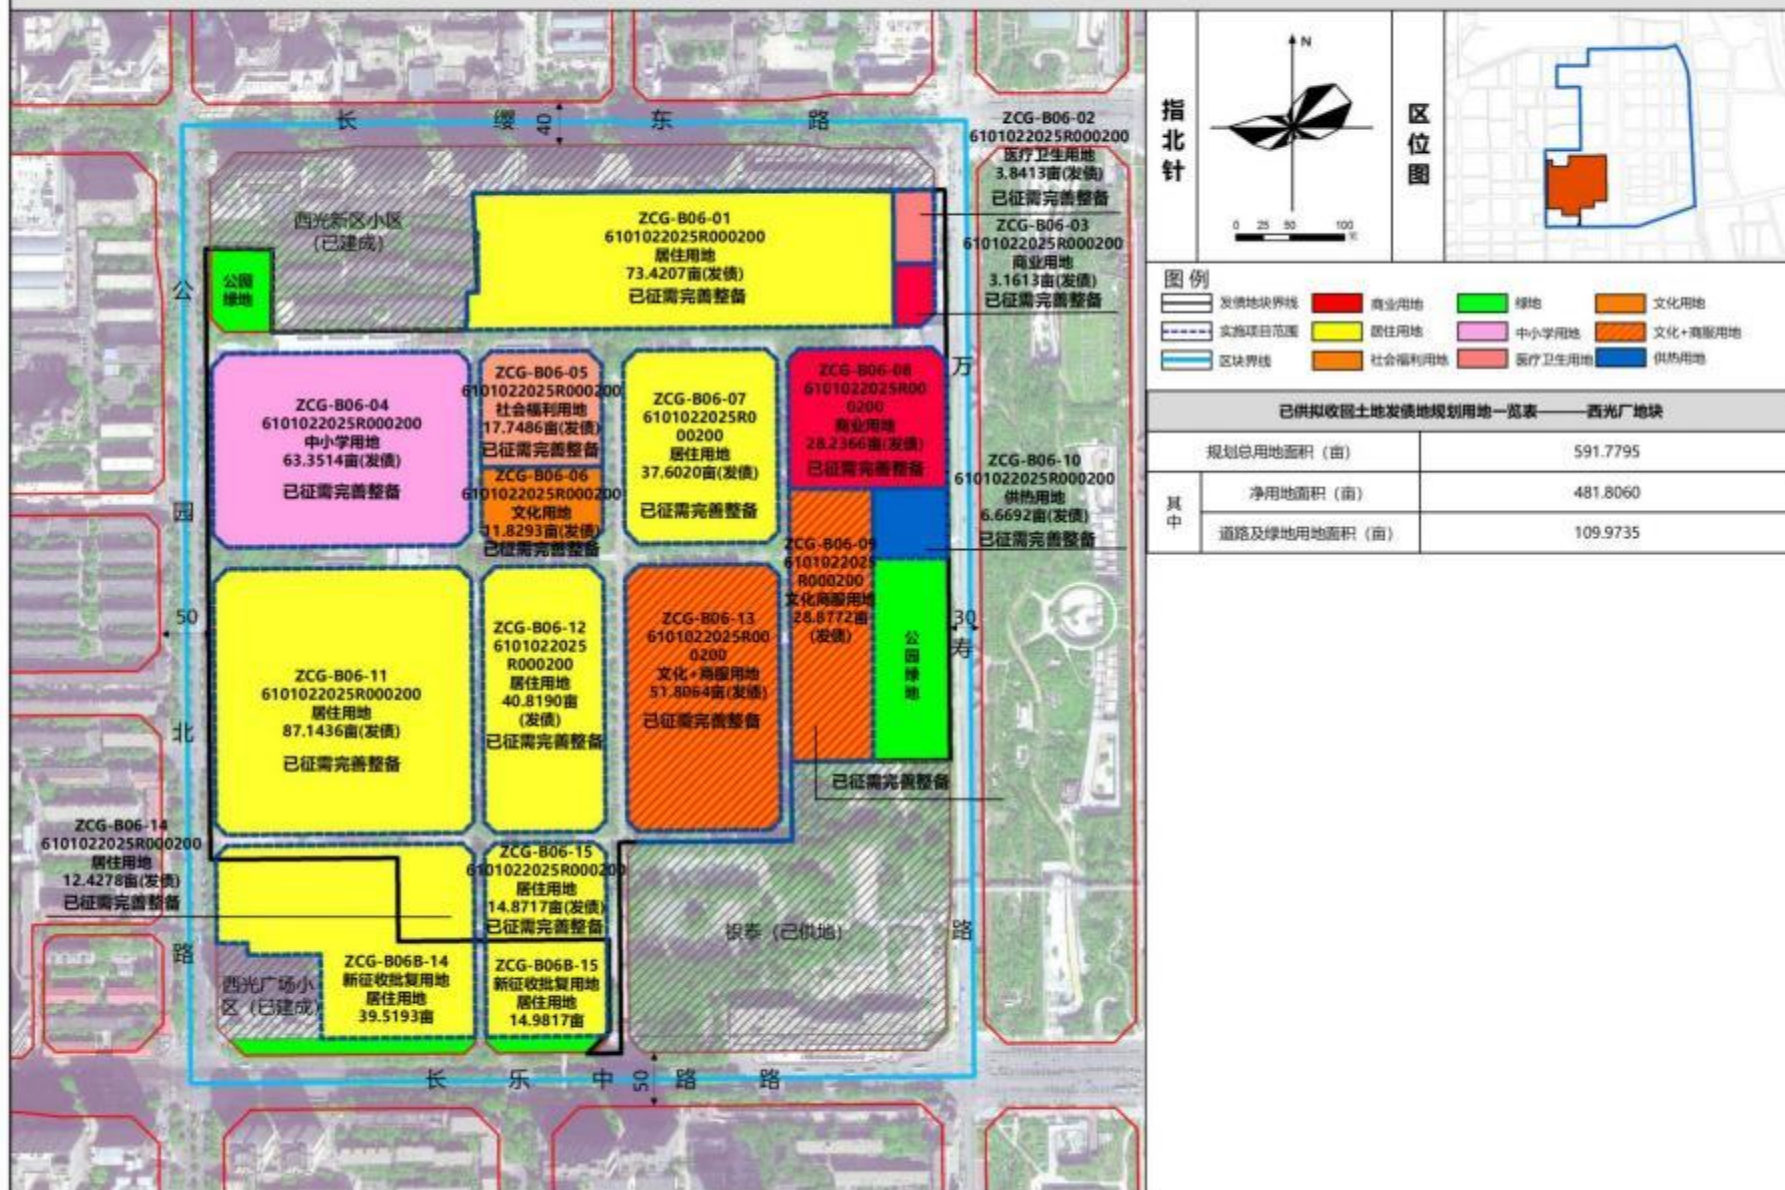 长缨东路
40
西光新区小区
(已建成)
公园
绿地
ZCG-B06-01
6101022025R000200
居住用地
73.4207亩(发债)
已征需完善整备
ZCG-B06-02
6101022025R000200
医疗卫生用地
3.8413亩(发债)
已征需完善整备
ZCG-B06-03
6101022025R000200
商业用地
3.1613亩(发债)
已征需完善整备
ZCG-B06-04
6101022025R000200
中小学用地
63.3514亩(发债)
已征需完善整备
ZCG-B06-05
6101022025R000200
社会福利用地
17.7486亩(发债)
已征需完善整备
ZCG-B06-06
6101022025R000200
文化用地
11.8293亩(发债)
已征需完善整备
ZCG-B06-07
6101022025R0
00200
居住用地
37.6020亩(发债)
已征需完善整备
ZCG-B06-08
6101022025R00
0200
商业用地
28.2366亩(发债)
已征需完善整备
ZCG-B06-09
6101022025
R000200
文化商服用地
28.8772亩
(发债)
已征需完善整备
ZCG-B06-10
6101022025R000200
供热用地
6.6692亩(发债)
已征需完善整备
公园绿地
ZCG-B06-11
6101022025R000200
居住用地
87.1436亩(发债)
已征需完善整备
ZCG-B06-12
6101022025
R000200
居住用地
40.8190亩
(发债)
已征需完善整备
ZCG-B06-13
6101022025R00
0200
文化+商服用地
51.8064亩(发债)
已征需完善整备
ZCG-B06-14
6101022025R000200
居住用地
12.4278亩(发债)
已征需完善整备
ZCG-B06-15
6101022025R000200
居住用地
14.8717亩(发债)
已征需完善整备
西光广场小
区(已建成)
ZCG-B06B-14
新征收批复用地
居住用地
39.5193亩
ZCG-B06B-15
新征收批复用地
居住用地
14.9817亩
银泰(已供地)
公园北路
50
万寿路
30
长乐中路路
50
指北针
N
0 25 50 100
区位图
图例
发债地块界线
商业用地
绿地
文化用地
实施项目范围
居住用地
中小学用地
文化+商服用地
区块界线
社会福利用地
医疗卫生用地
供热用地
已供拟收回土地发债地规划用地一览表———西光厂地块
规划总用地面积(亩) 591.7795
其中
净用地面积(亩) 481.8060
道路及绿地用地面积(亩) 109.9735